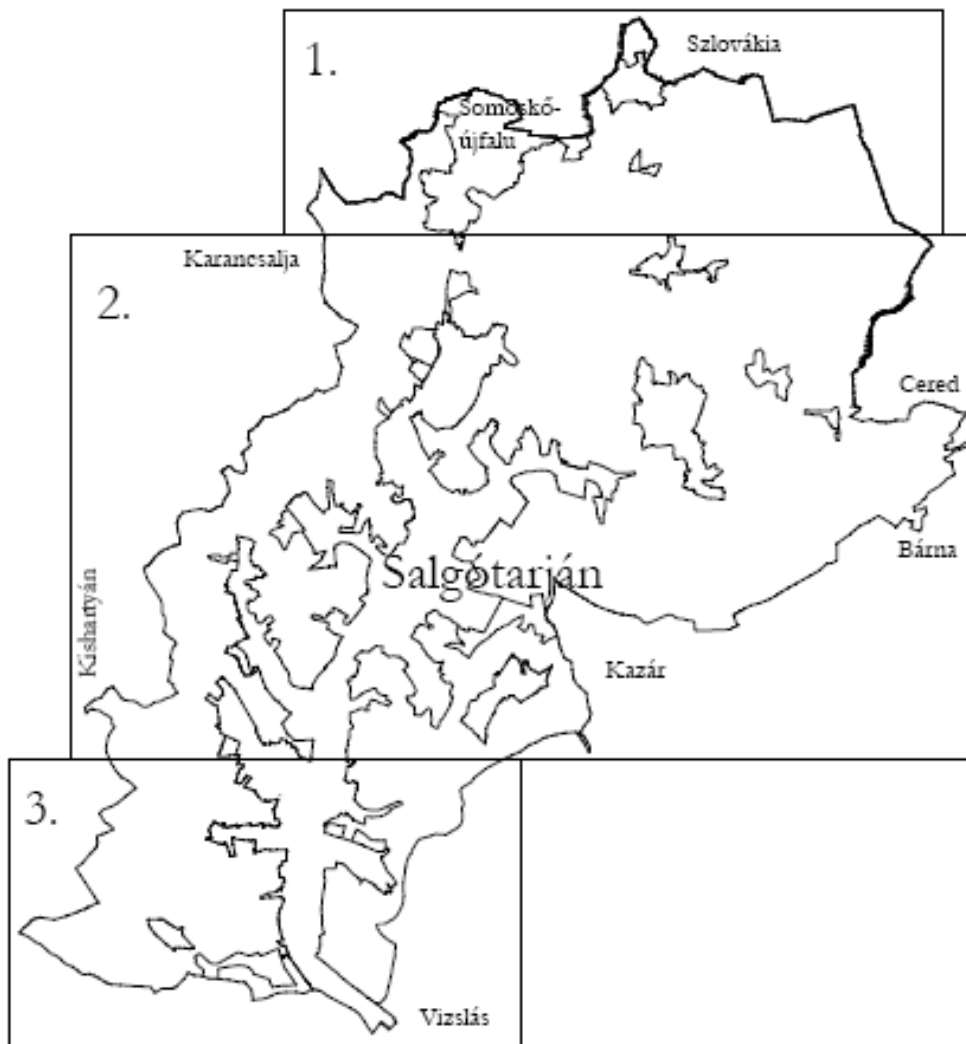 1.
Szlovákia
Somoskő-
újfalu
Karancsalja
2.
Cered
Bárna
Salgótarján
Kishartyán
Kazár
3.
Vizslás